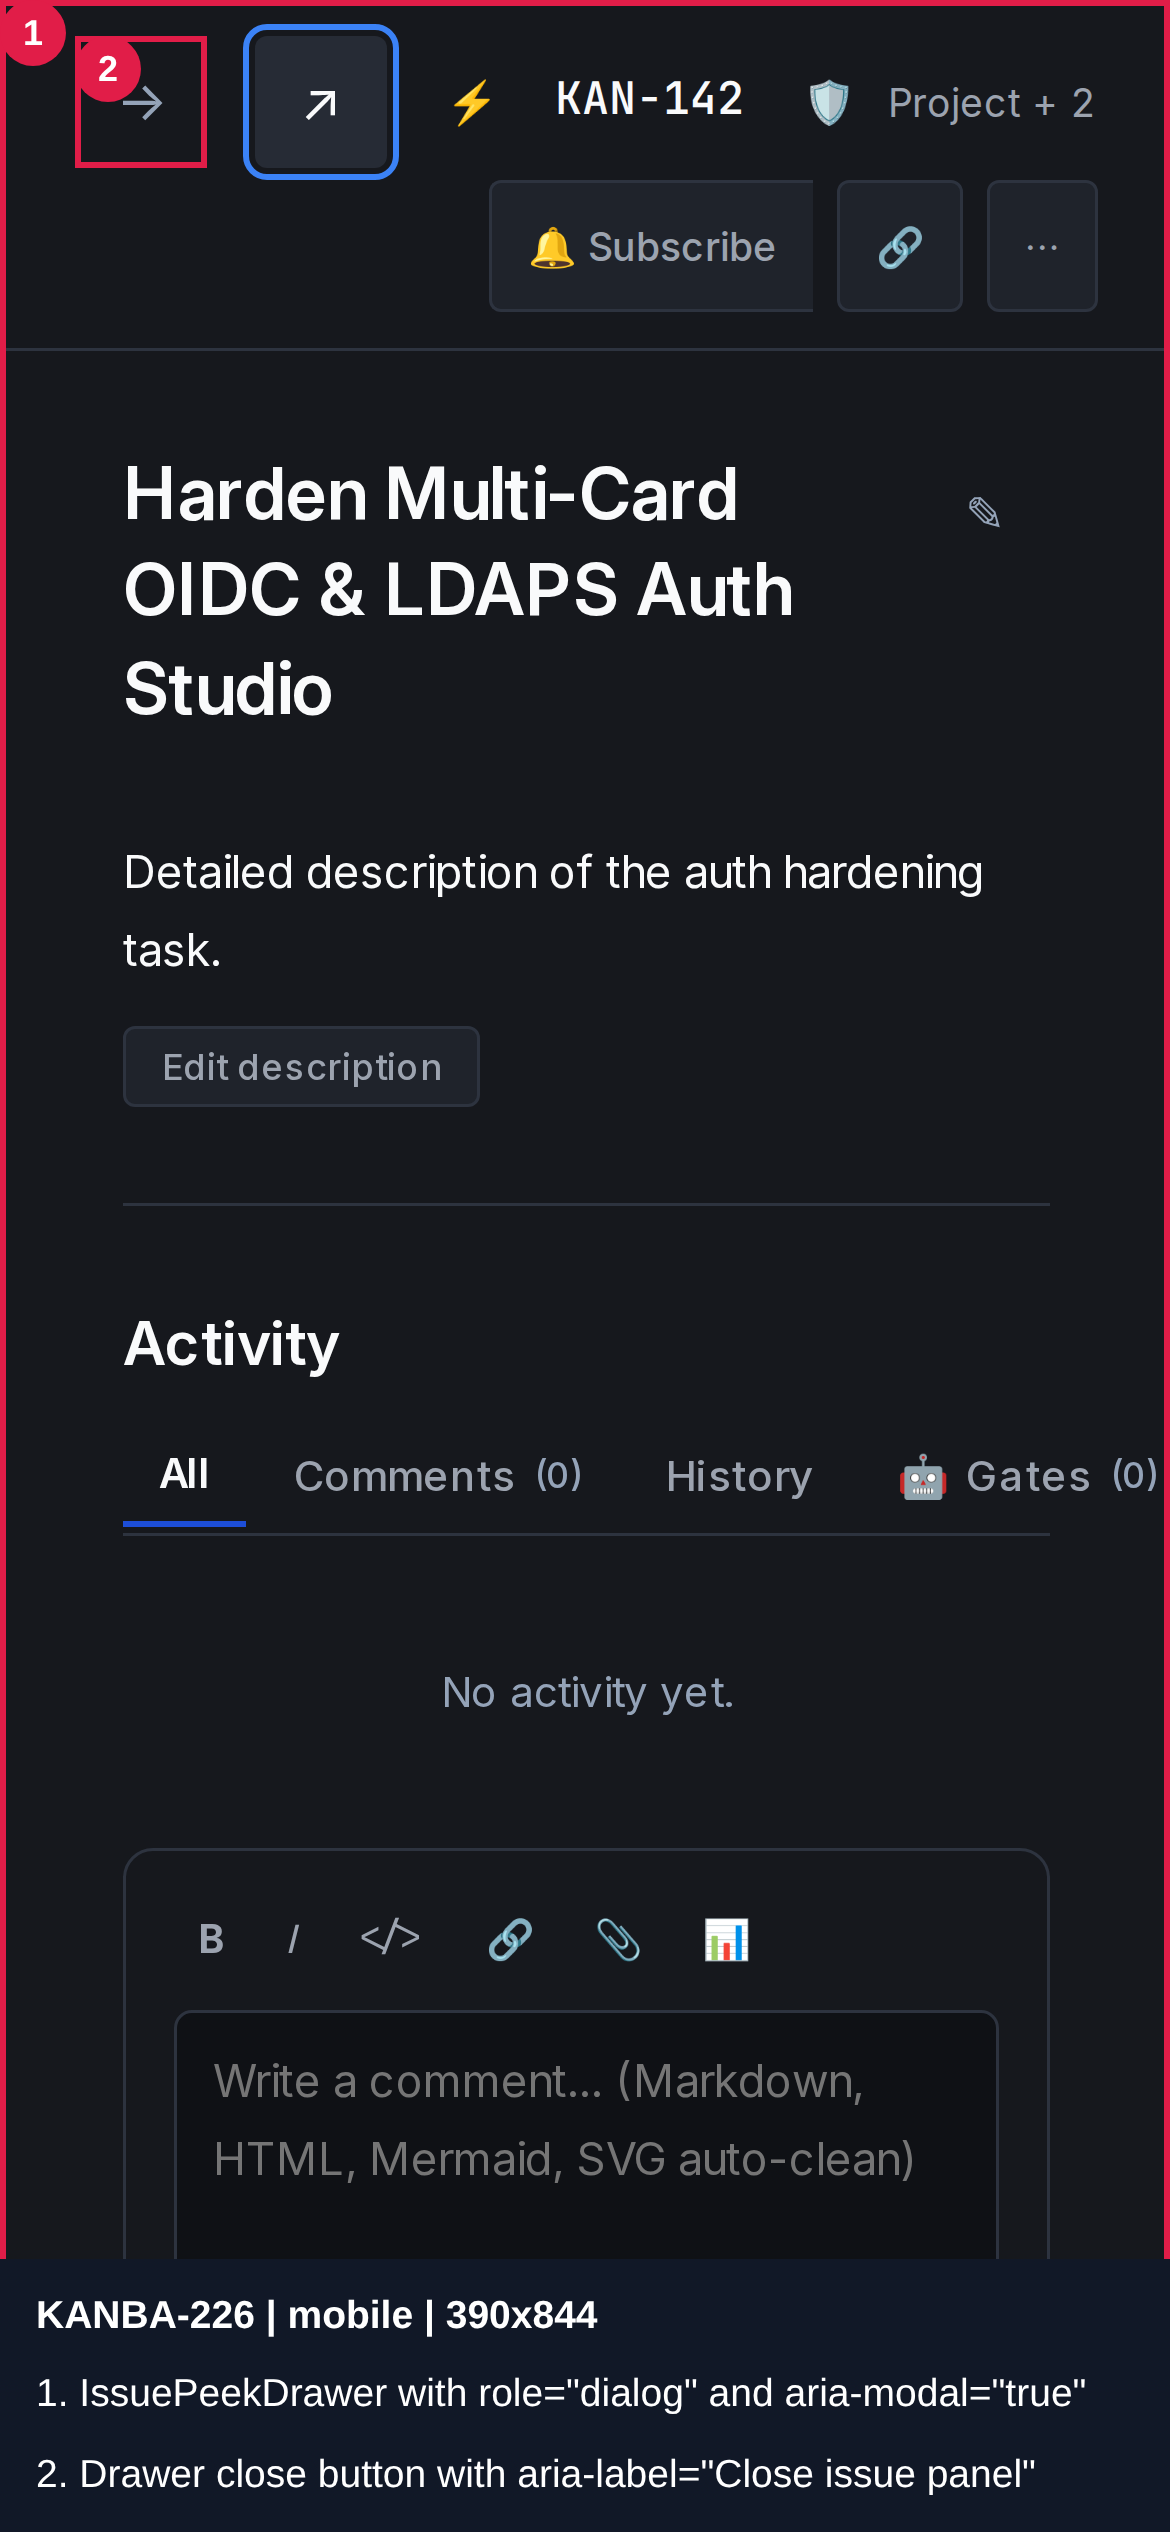 1
2
KAN-142
Project + 2
Subscribe
...
Harden Multi-Card
OIDC & LDAPS Auth
Studio
Detailed description of the auth hardening
task.
Edit description
Activity
All Comments (0) History Gates (0)
No activity yet.
B I </>
Write a comment... (Markdown,
HTML, Mermaid, SVG auto-clean)
KANBA-226 | mobile | 390x844
1. IssuePeekDrawer with role="dialog" and aria-modal="true"
2. Drawer close button with aria-label="Close issue panel"